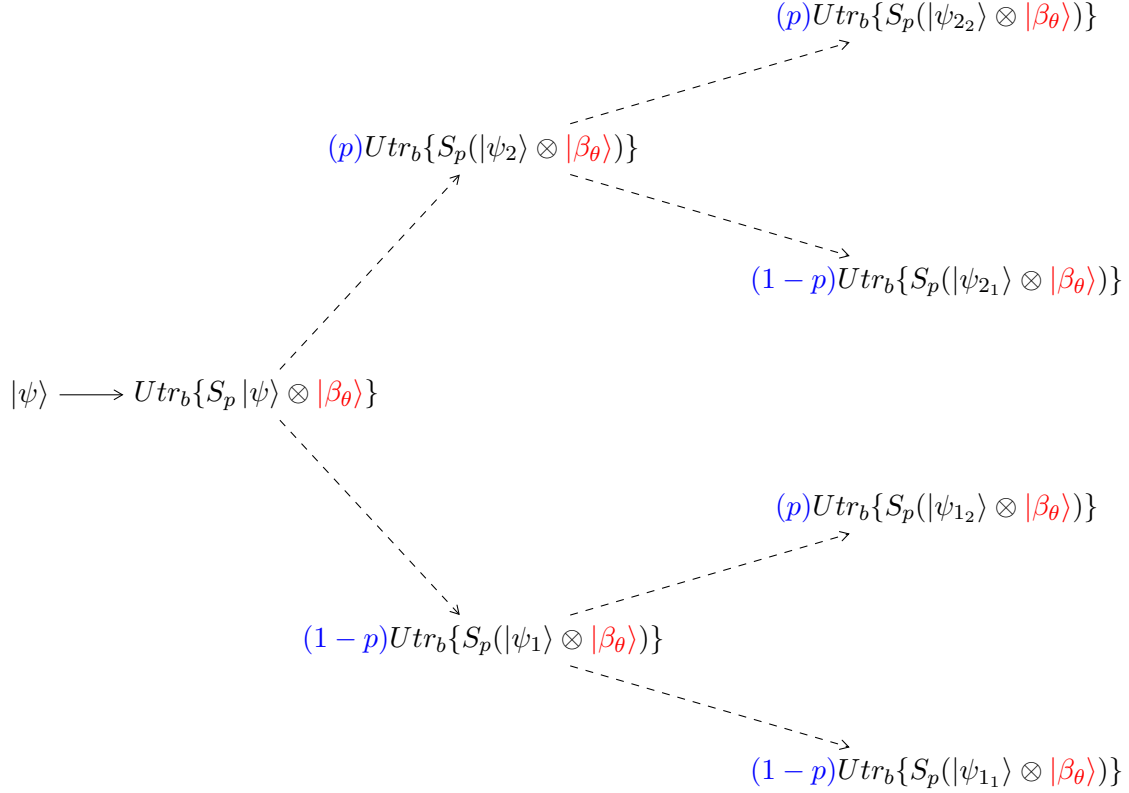 (p)Utr_b{S_p(|ψ_{2_2}⟩ ⊗ |β_θ⟩)}
(p)Utr_b{S_p(|ψ_2⟩ ⊗ |β_θ⟩)}
(1 − p)Utr_b{S_p(|ψ_{2_1}⟩ ⊗ |β_θ⟩)}
|ψ⟩ ⟶ Utr_b{S_p |ψ⟩ ⊗ |β_θ⟩}
(p)Utr_b{S_p(|ψ_{1_2}⟩ ⊗ |β_θ⟩)}
(1 − p)Utr_b{S_p(|ψ_1⟩ ⊗ |β_θ⟩)}
(1 − p)Utr_b{S_p(|ψ_{1_1}⟩ ⊗ |β_θ⟩)}